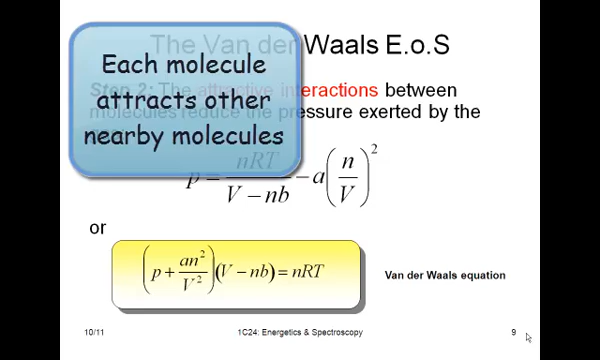 The Van der Waals E.o.S
Each molecule
attracts other
nearby molecules
Step 2: The attractive interactions between
molecules reduce the pressure exerted by the
p = nRT / (V − nb) − a(n/V)²
or
(p + an²/V²)(V − nb) = nRT
Van der Waals equation
10/11
1C24: Energetics & Spectroscopy
9